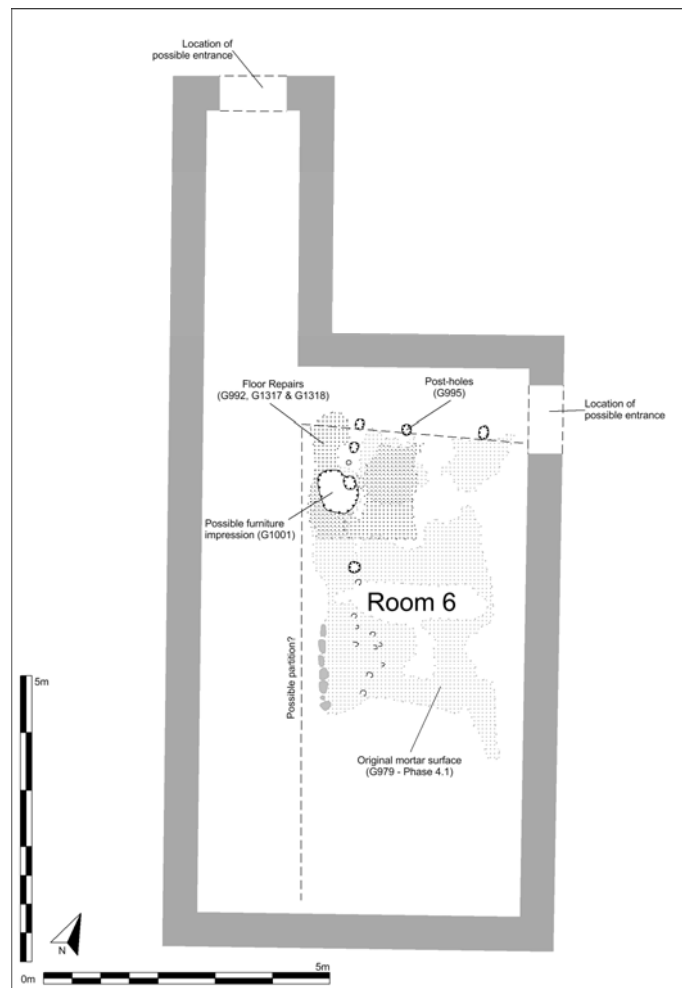 Location of
possible entrance
Floor Repairs
(G992, G1317 & G1318)
Post-holes
(G995)
Location of
possible entrance
Possible furniture
impression (G1001)
Room 6
Possible partition?
5m
Original mortar surface
(G979 - Phase 4.1)
N
0m
5m